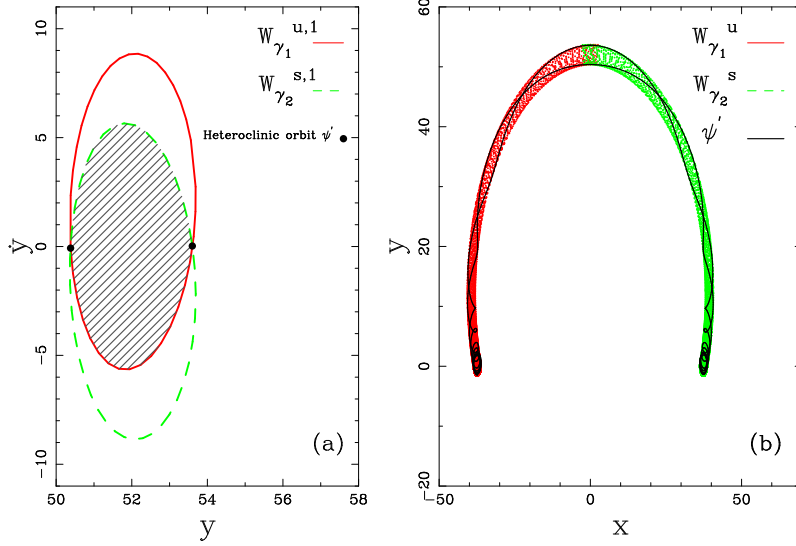 W γ₁ u,1
W γ₂ s,1
Heteroclinic orbit ψ'
(a)
10
5
0
−5
−10
ẏ
50 52 54 56 58
y
W γ₁ u
W γ₂ s
ψ'
(b)
60
40
20
0
−20
y
−50 0 50
x